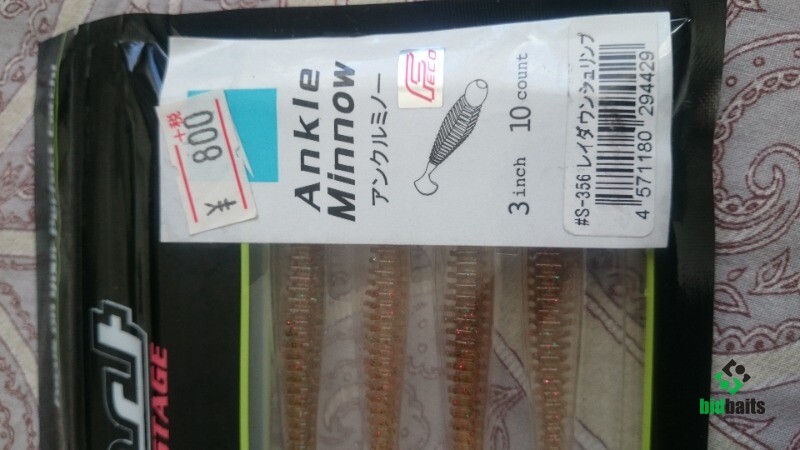 Ankle
Minnow
アンクルミノー
FECO
3 inch 10 count
#S-356 レイダウンシュリンプ
4 571180 294429
+税
800
¥
STAGE
bidbaits